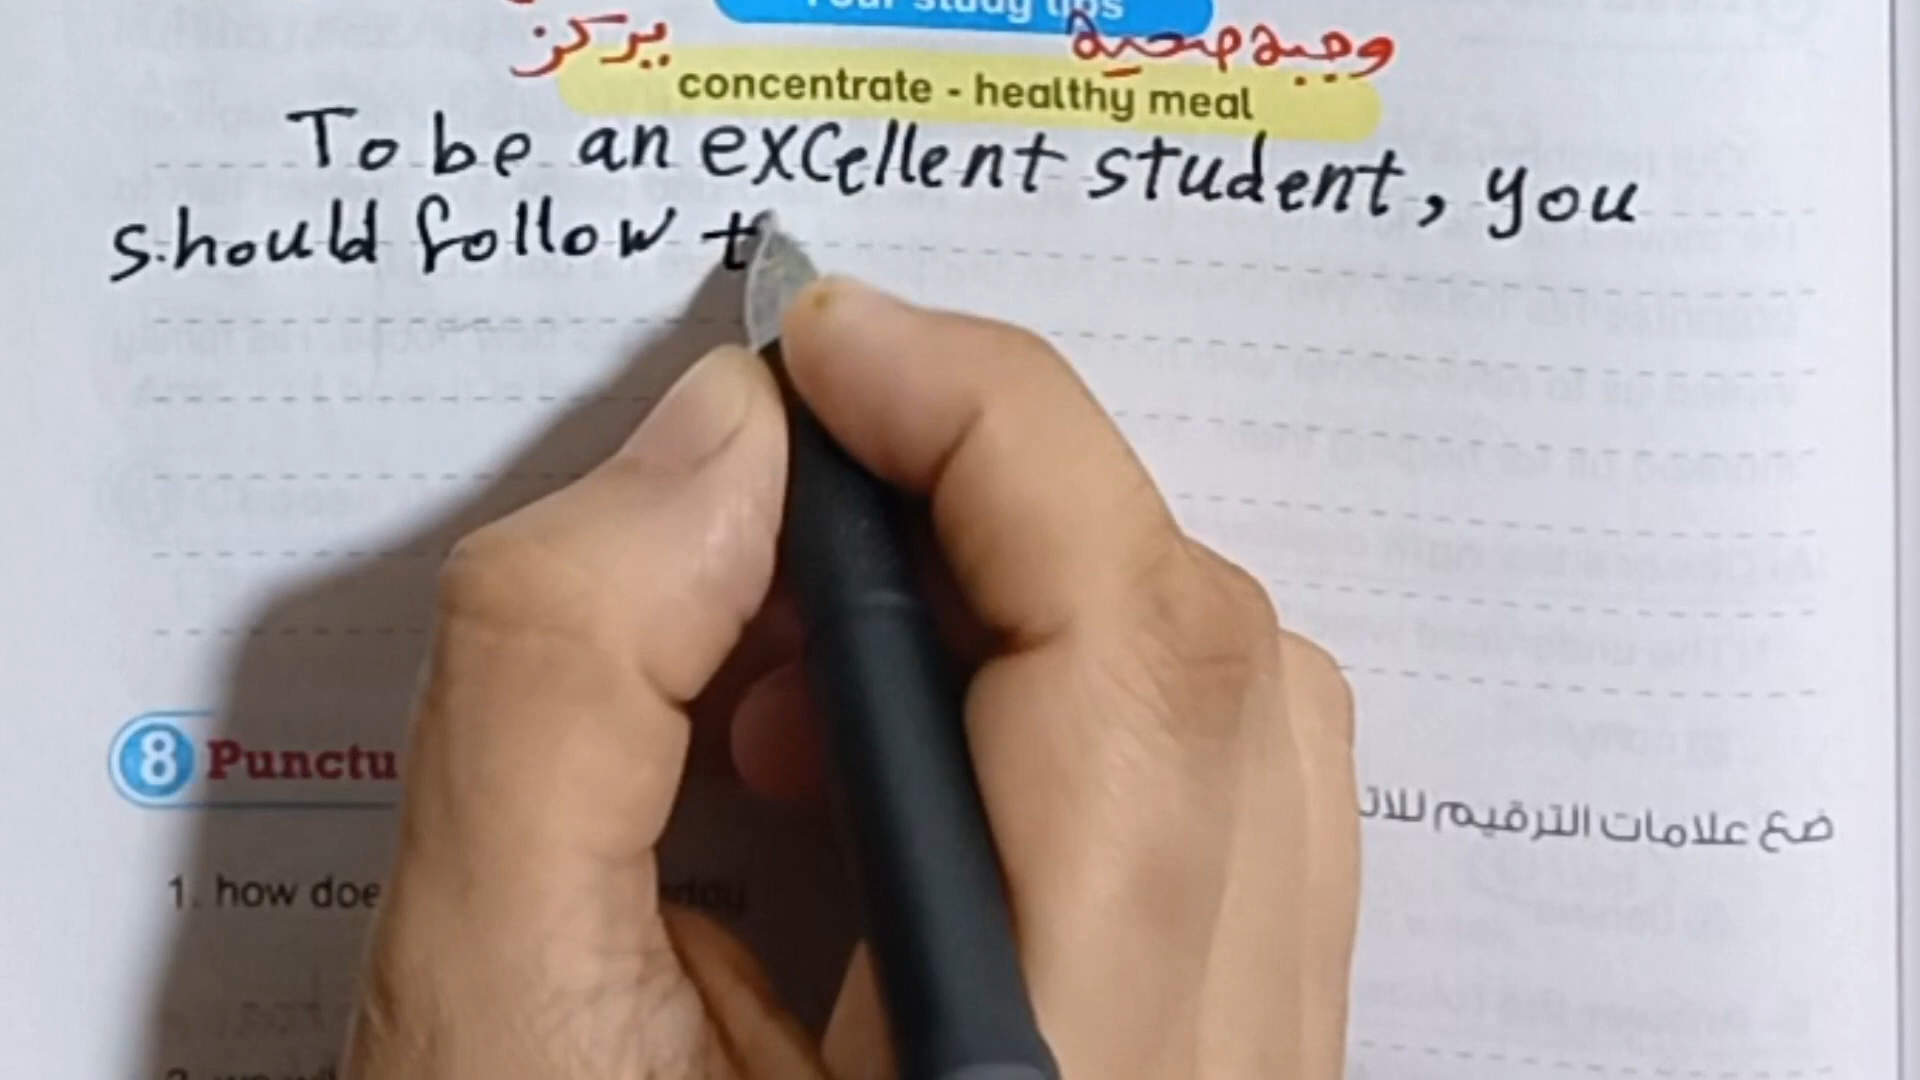 Your study tips
يركز وجبة صحية
concentrate - healthy meal
To be an excellent student, you
should follow t
8 Punctu
ضع علامات الترقيم للات
1. how doe